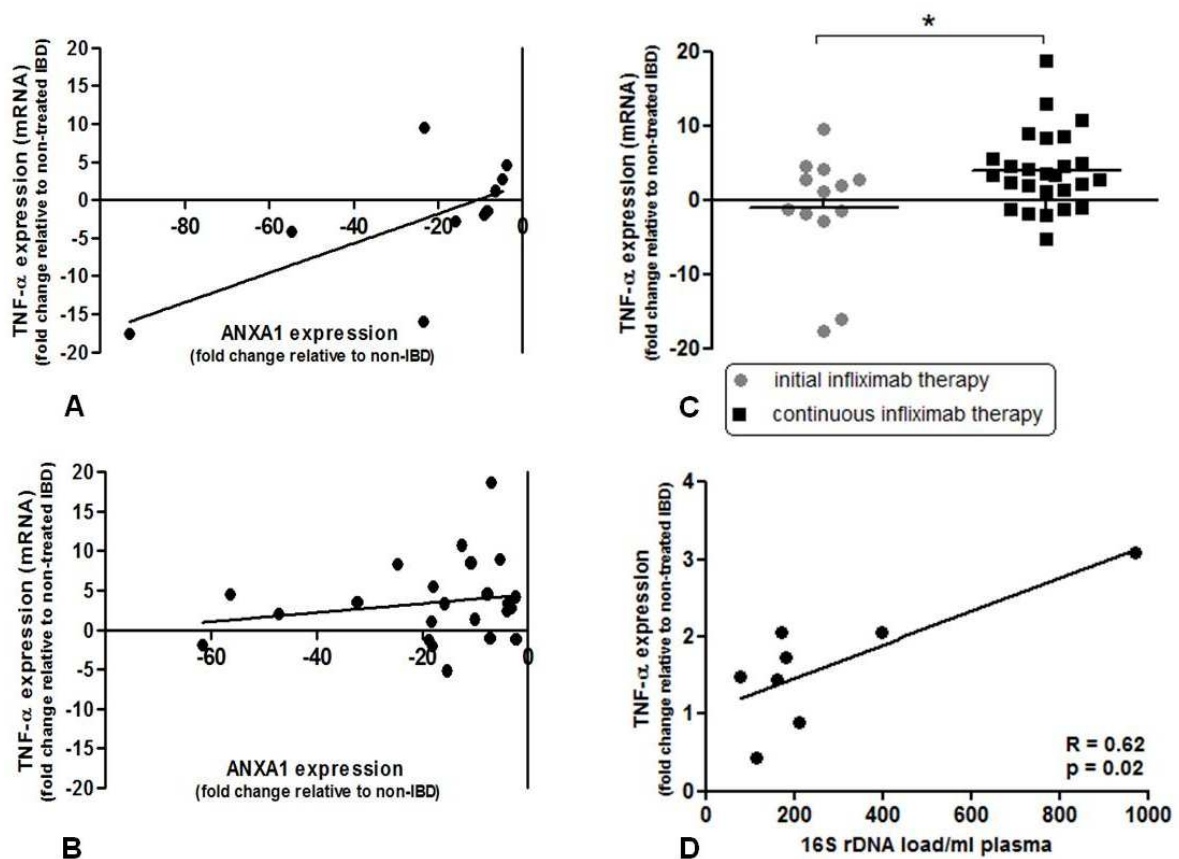 TNF-α expression (mRNA)
(fold change relative to non-treated IBD)
20
15
10
5
0
-5
-10
-15
-20
-80
-60
-40
-20
0
ANXA1 expression
(fold change relative to non-IBD)
A
*
TNF-α expression (mRNA)
(fold change relative to non-treated IBD)
20
10
0
-10
-20
initial infliximab therapy
continuous infliximab therapy
C
TNF-α expression (mRNA)
(fold change relative to non-treated IBD)
20
15
10
5
0
-5
-10
-15
-20
-60
-40
-20
0
ANXA1 expression
(fold change relative to non-IBD)
B
TNF-α expression
(fold change relative to non-treated IBD)
4
3
2
1
0
R = 0.62
p = 0.02
0
200
400
600
800
1000
16S rDNA load/ml plasma
D